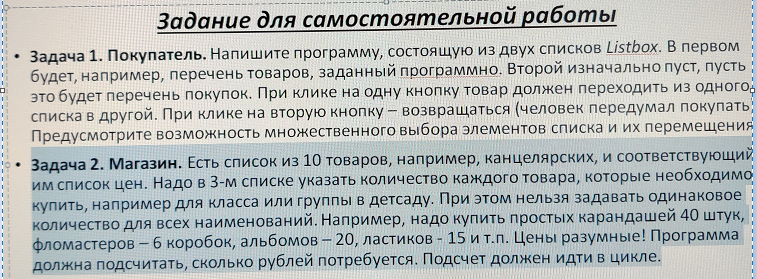 Задание для самостоятельной работы
• Задача 1. Покупатель. Напишите программу, состоящую из двух списков Listbox. В первом
будет, например, перечень товаров, заданный программно. Второй изначально пуст, пусть
это будет перечень покупок. При клике на одну кнопку товар должен переходить из одного
списка в другой. При клике на вторую кнопку – возвращаться (человек передумал покупать
Предусмотрите возможность множественного выбора элементов списка и их перемещения
• Задача 2. Магазин. Есть список из 10 товаров, например, канцелярских, и соответствующий
им список цен. Надо в 3-м списке указать количество каждого товара, которые необходимо
купить, например для класса или группы в детсаду. При этом нельзя задавать одинаковое
количество для всех наименований. Например, надо купить простых карандашей 40 штук,
фломастеров – 6 коробок, альбомов – 20, ластиков - 15 и т.п. Цены разумные! Программа
должна подсчитать, сколько рублей потребуется. Подсчет должен идти в цикле.